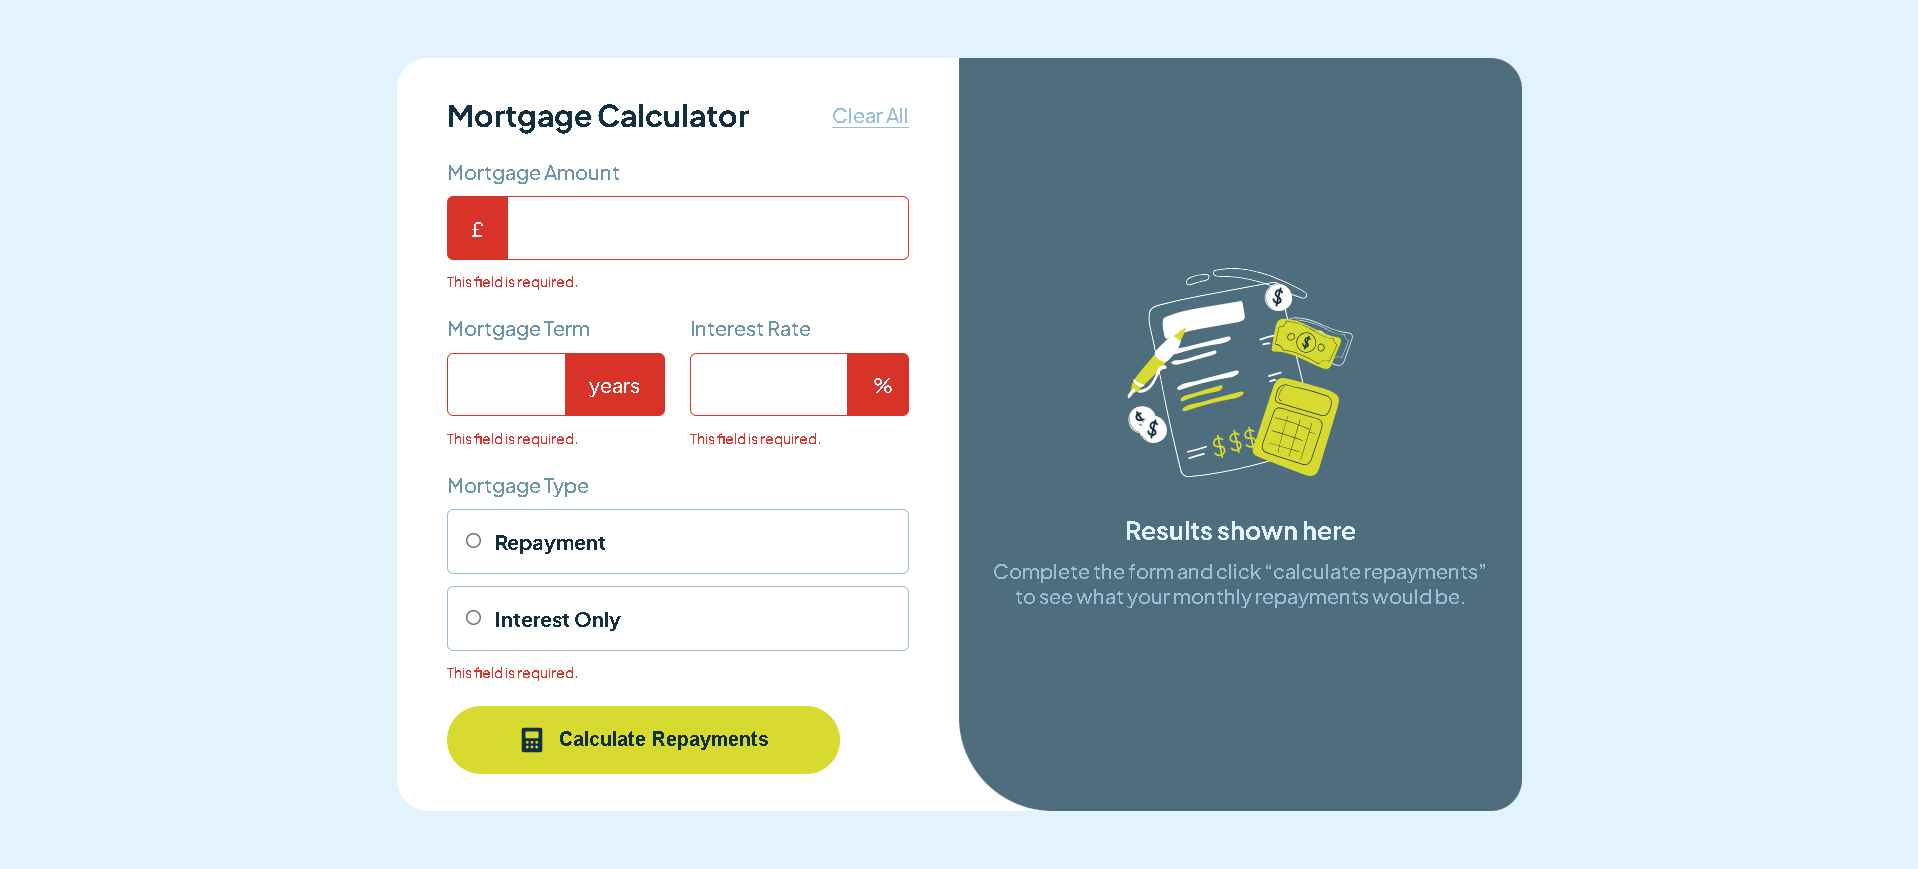 Mortgage Calculator
Clear All
Mortgage Amount
£
This field is required.
Mortgage Term
Interest Rate
years
%
This field is required.
This field is required.
Mortgage Type
Repayment
Interest Only
This field is required.
Calculate Repayments
$
$
$
$
$$$
Results shown here
Complete the form and click “calculate repayments”
to see what your monthly repayments would be.